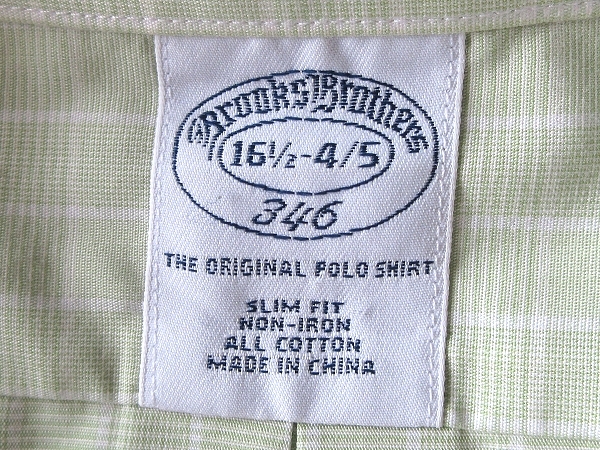 Brooks Brothers
16½-4/5
346
THE ORIGINAL POLO SHIRT
SLIM FIT
NON-IRON
ALL COTTON
MADE IN CHINA